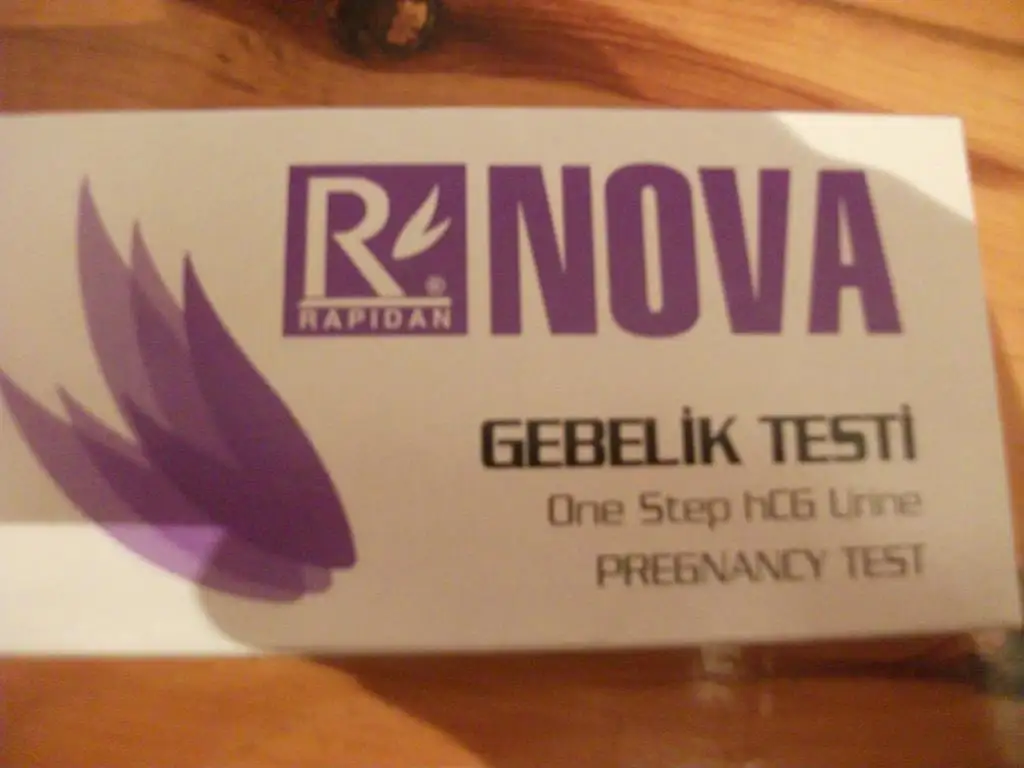 R®
RAPIDAN
NOVA
GEBELİK TESTİ
One Step hCG Urine
PREGNANCY TEST